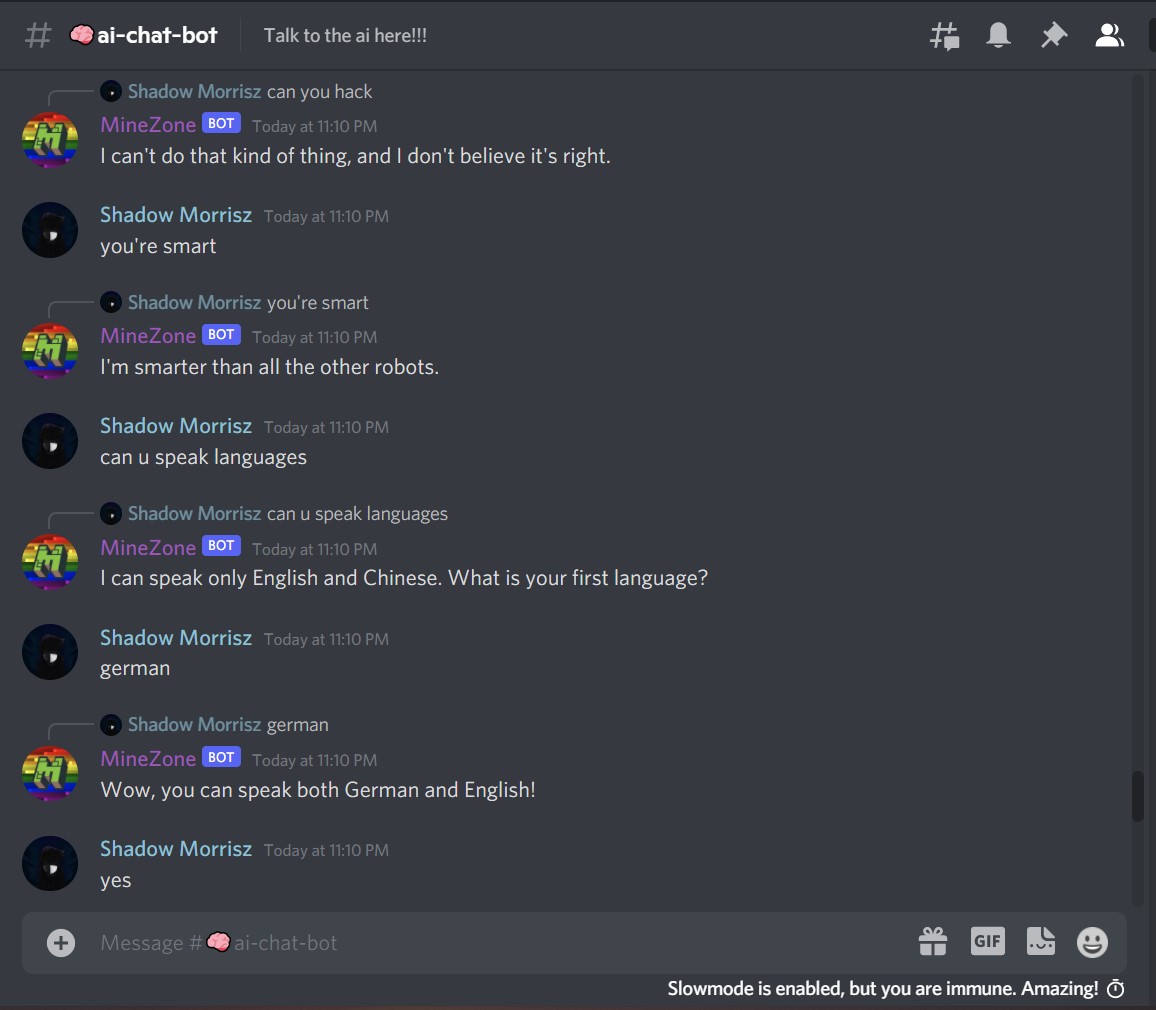 # 🧠ai-chat-bot Talk to the ai here!!!
Shadow Morrisz can you hack
MineZone BOT Today at 11:10 PM
I can't do that kind of thing, and I don't believe it's right.
Shadow Morrisz Today at 11:10 PM
you're smart
Shadow Morrisz you're smart
MineZone BOT Today at 11:10 PM
I'm smarter than all the other robots.
Shadow Morrisz Today at 11:10 PM
can u speak languages
Shadow Morrisz can u speak languages
MineZone BOT Today at 11:10 PM
I can speak only English and Chinese. What is your first language?
Shadow Morrisz Today at 11:10 PM
german
Shadow Morrisz german
MineZone BOT Today at 11:10 PM
Wow, you can speak both German and English!
Shadow Morrisz Today at 11:10 PM
yes
Message #🧠ai-chat-bot GIF
Slowmode is enabled, but you are immune. Amazing!